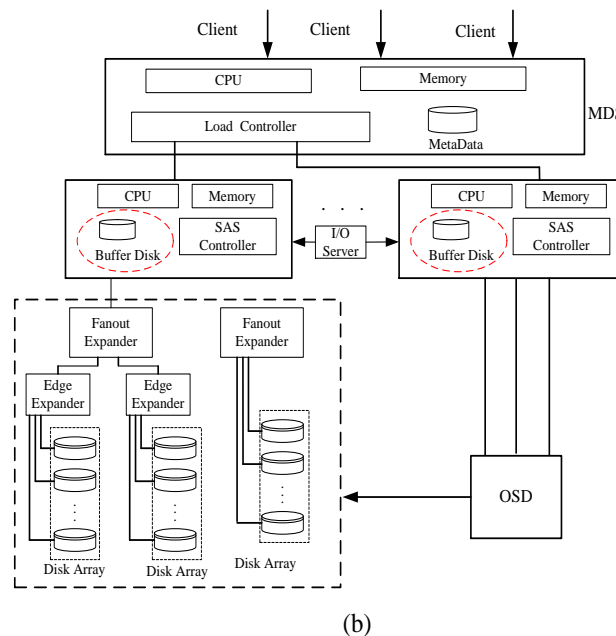 Client Client Client
CPU Memory
Load Controller
MetaData
CPU Memory
SAS
Controller
Buffer Disk
. . .
I/O
Server
CPU Memory
SAS
Controller
Buffer Disk
Fanout
Expander
Fanout
Expander
Edge
Expander
Edge
Expander
Disk Array
Disk Array
Disk Array
OSD
(b)